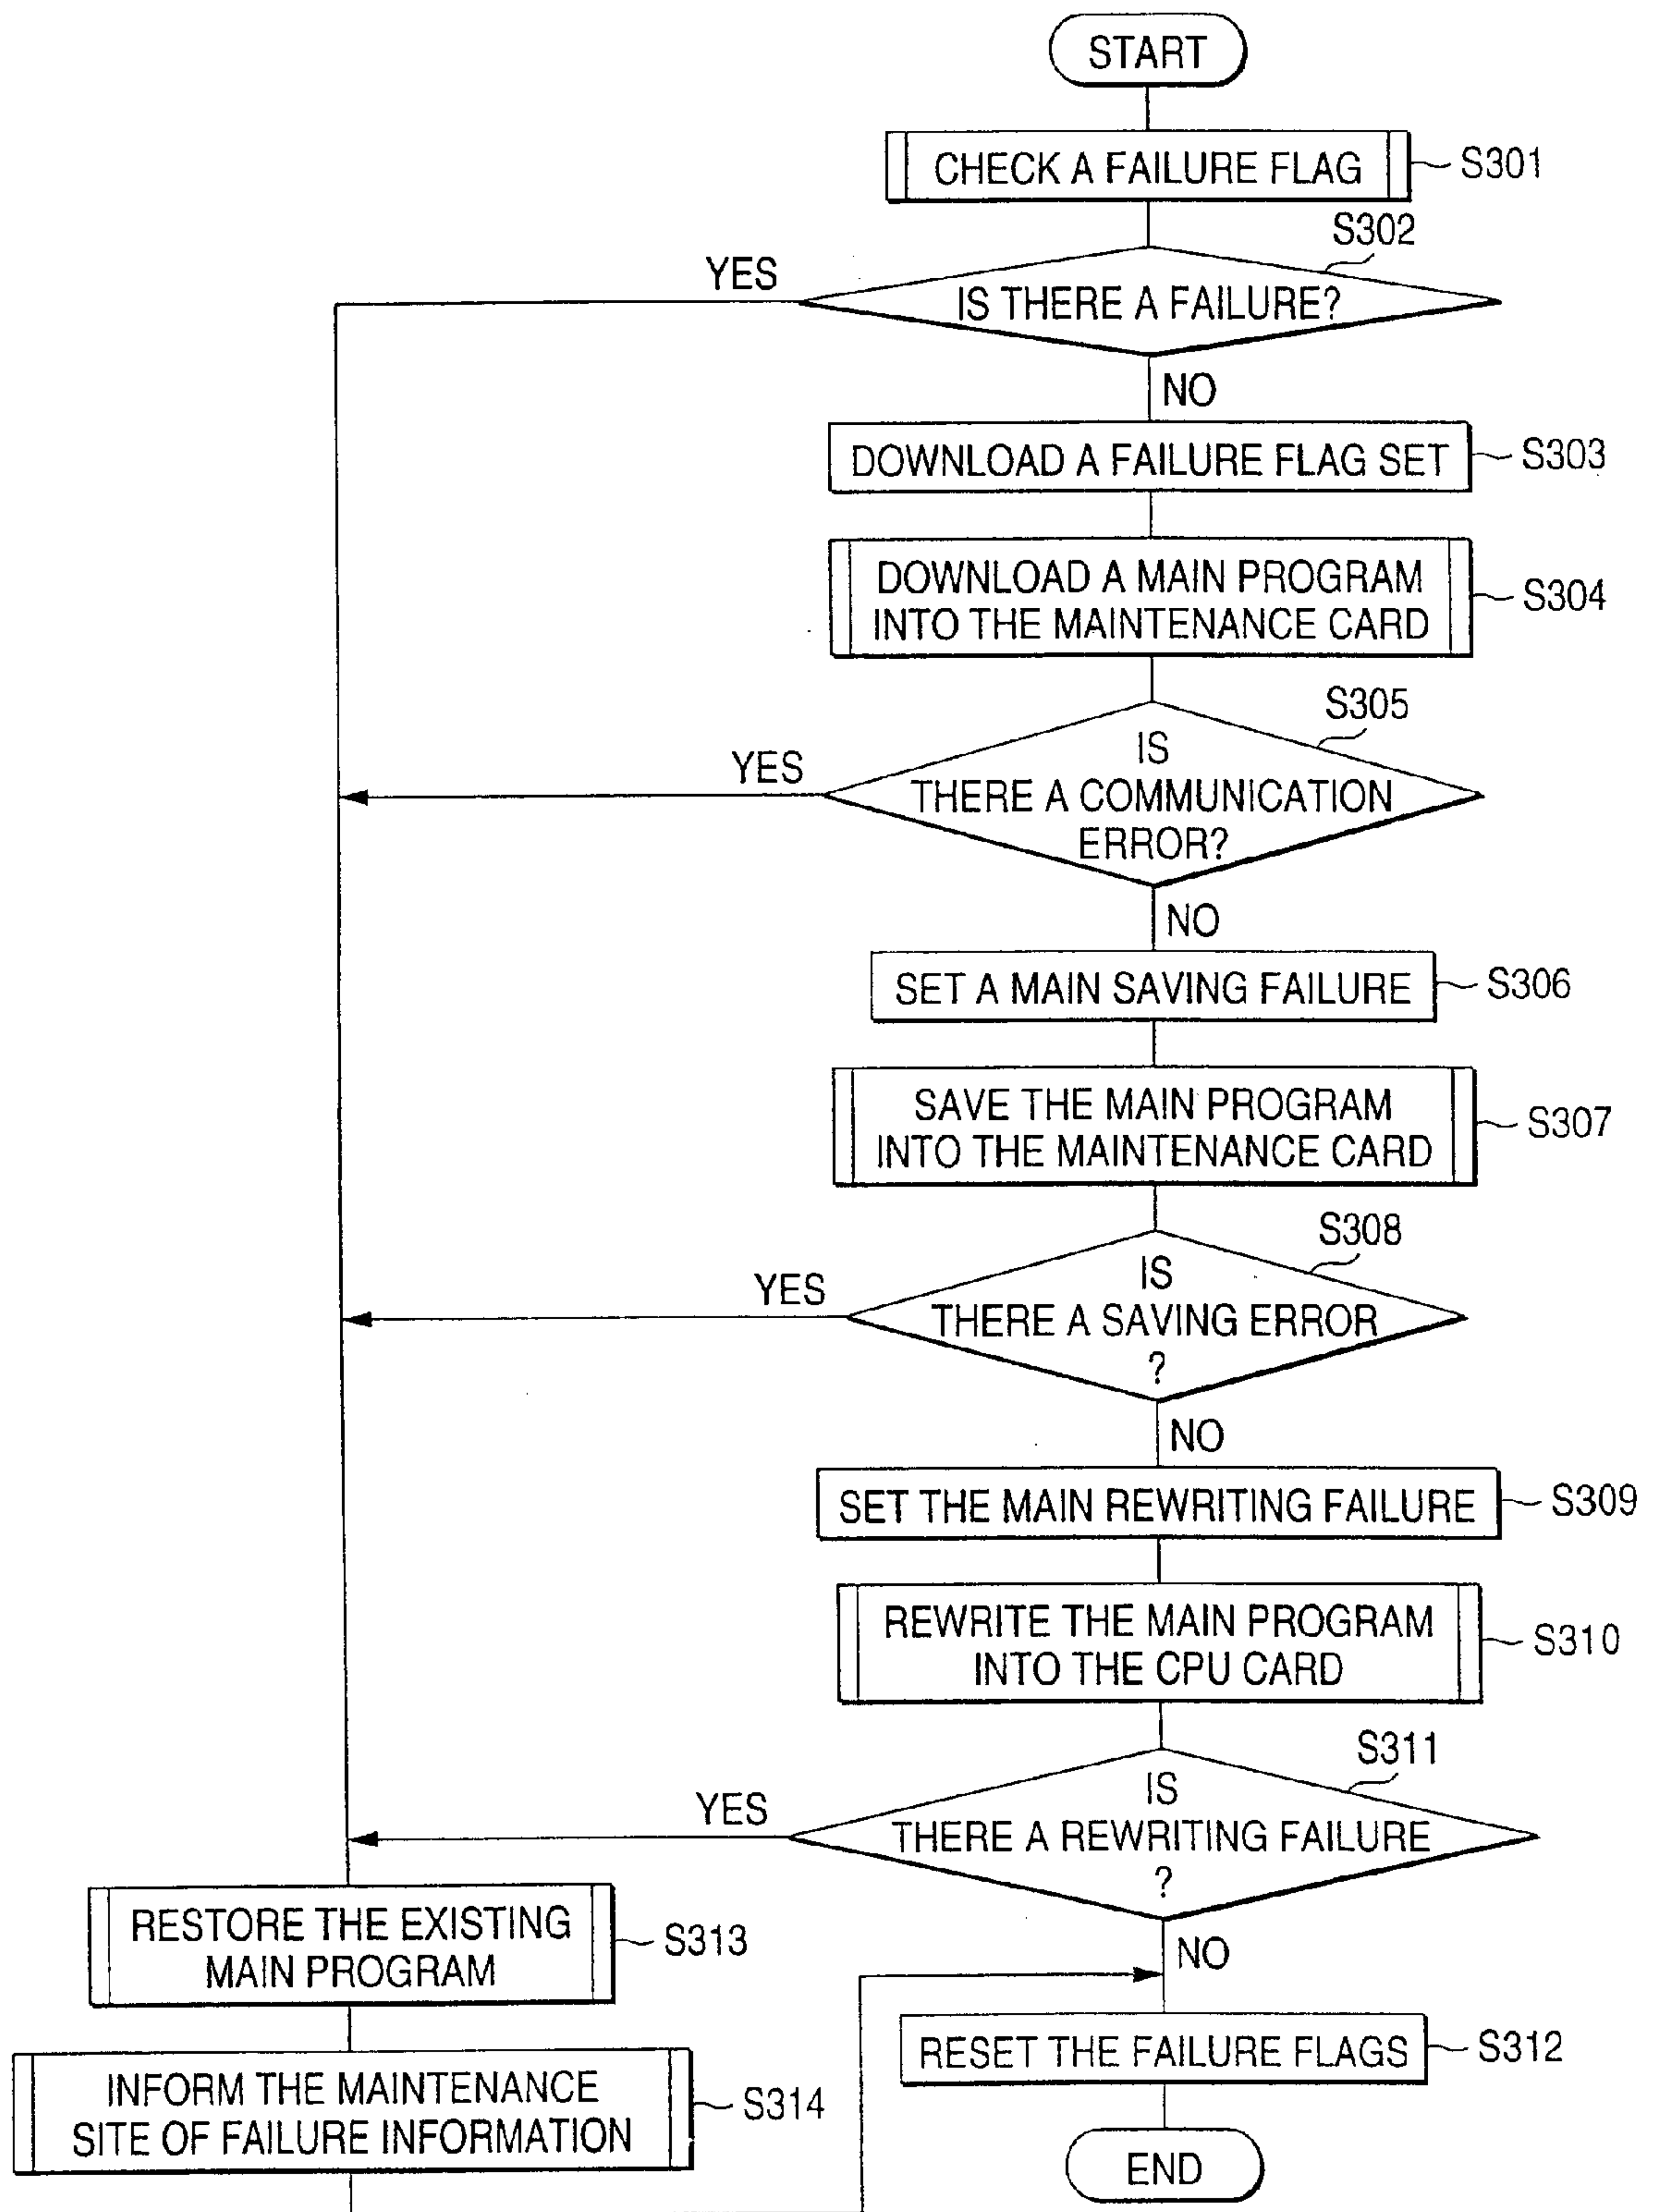 START
CHECK A FAILURE FLAG
S301
S302
YES
IS THERE A FAILURE?
NO
DOWNLOAD A FAILURE FLAG SET
S303
DOWNLOAD A MAIN PROGRAM
INTO THE MAINTENANCE CARD
S304
S305
YES
IS
THERE A COMMUNICATION
ERROR?
NO
SET A MAIN SAVING FAILURE
S306
SAVE THE MAIN PROGRAM
INTO THE MAINTENANCE CARD
S307
S308
YES
IS
THERE A SAVING ERROR
?
NO
SET THE MAIN REWRITING FAILURE
S309
REWRITE THE MAIN PROGRAM
INTO THE CPU CARD
S310
S311
YES
IS
THERE A REWRITING FAILURE
?
NO
RESTORE THE EXISTING
MAIN PROGRAM
S313
RESET THE FAILURE FLAGS
S312
INFORM THE MAINTENANCE
SITE OF FAILURE INFORMATION
S314
END